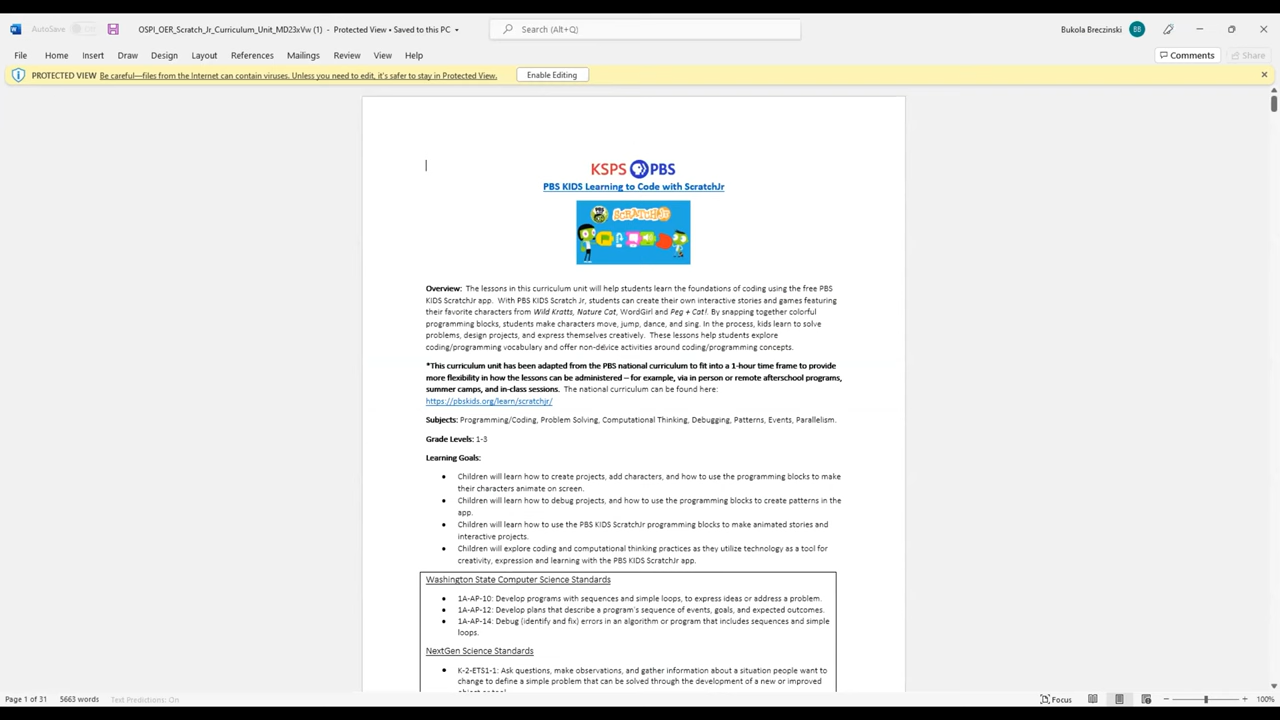 AutoSave Off OSPI_OER_Scratch_Jr_Curriculum_Unit_MD23xVw (1) - Protected View • Saved to this PC Search (Alt+Q) Bukola Breczinski BB
File Home Insert Draw Design Layout References Mailings Review View Help Comments Share
PROTECTED VIEW Be careful—files from the Internet can contain viruses. Unless you need to edit, it's safer to stay in Protected View. Enable Editing
KSPS PBS
PBS KIDS Learning to Code with ScratchJr
SCRATCHJr
Overview: The lessons in this curriculum unit will help students learn the foundations of coding using the free PBS
KIDS ScratchJr app. With PBS KIDS Scratch Jr, students can create their own interactive stories and games featuring
their favorite characters from Wild Kratts, Nature Cat, WordGirl and Peg + Cat!. By snapping together colorful
programming blocks, students make characters move, jump, dance, and sing. In the process, kids learn to solve
problems, design projects, and express themselves creatively. These lessons help students explore
coding/programming vocabulary and offer non-device activities around coding/programming concepts.
*This curriculum unit has been adapted from the PBS national curriculum to fit into a 1-hour time frame to provide
more flexibility in how the lessons can be administered – for example, via in person or remote afterschool programs,
summer camps, and in-class sessions. The national curriculum can be found here:
https://pbskids.org/learn/scratchjr/
Subjects: Programming/Coding, Problem Solving, Computational Thinking, Debugging, Patterns, Events, Parallelism.
Grade Levels: 1-3
Learning Goals:
• Children will learn how to create projects, add characters, and how to use the programming blocks to make
their characters animate on screen.
• Children will learn how to debug projects, and how to use the programming blocks to create patterns in the
app.
• Children will learn how to use the PBS KIDS ScratchJr programming blocks to make animated stories and
interactive projects.
• Children will explore coding and computational thinking practices as they utilize technology as a tool for
creativity, expression and learning with the PBS KIDS ScratchJr app.
Washington State Computer Science Standards
• 1A-AP-10: Develop programs with sequences and simple loops, to express ideas or address a problem.
• 1A-AP-12: Develop plans that describe a program's sequence of events, goals, and expected outcomes.
• 1A-AP-14: Debug (identify and fix) errors in an algorithm or program that includes sequences and simple
loops.
NextGen Science Standards
• K-2-ETS1-1: Ask questions, make observations, and gather information about a situation people want to
change to define a simple problem that can be solved through the development of a new or improved
object or tool.
Page 1 of 31 5663 words Text Predictions: On Focus 100%